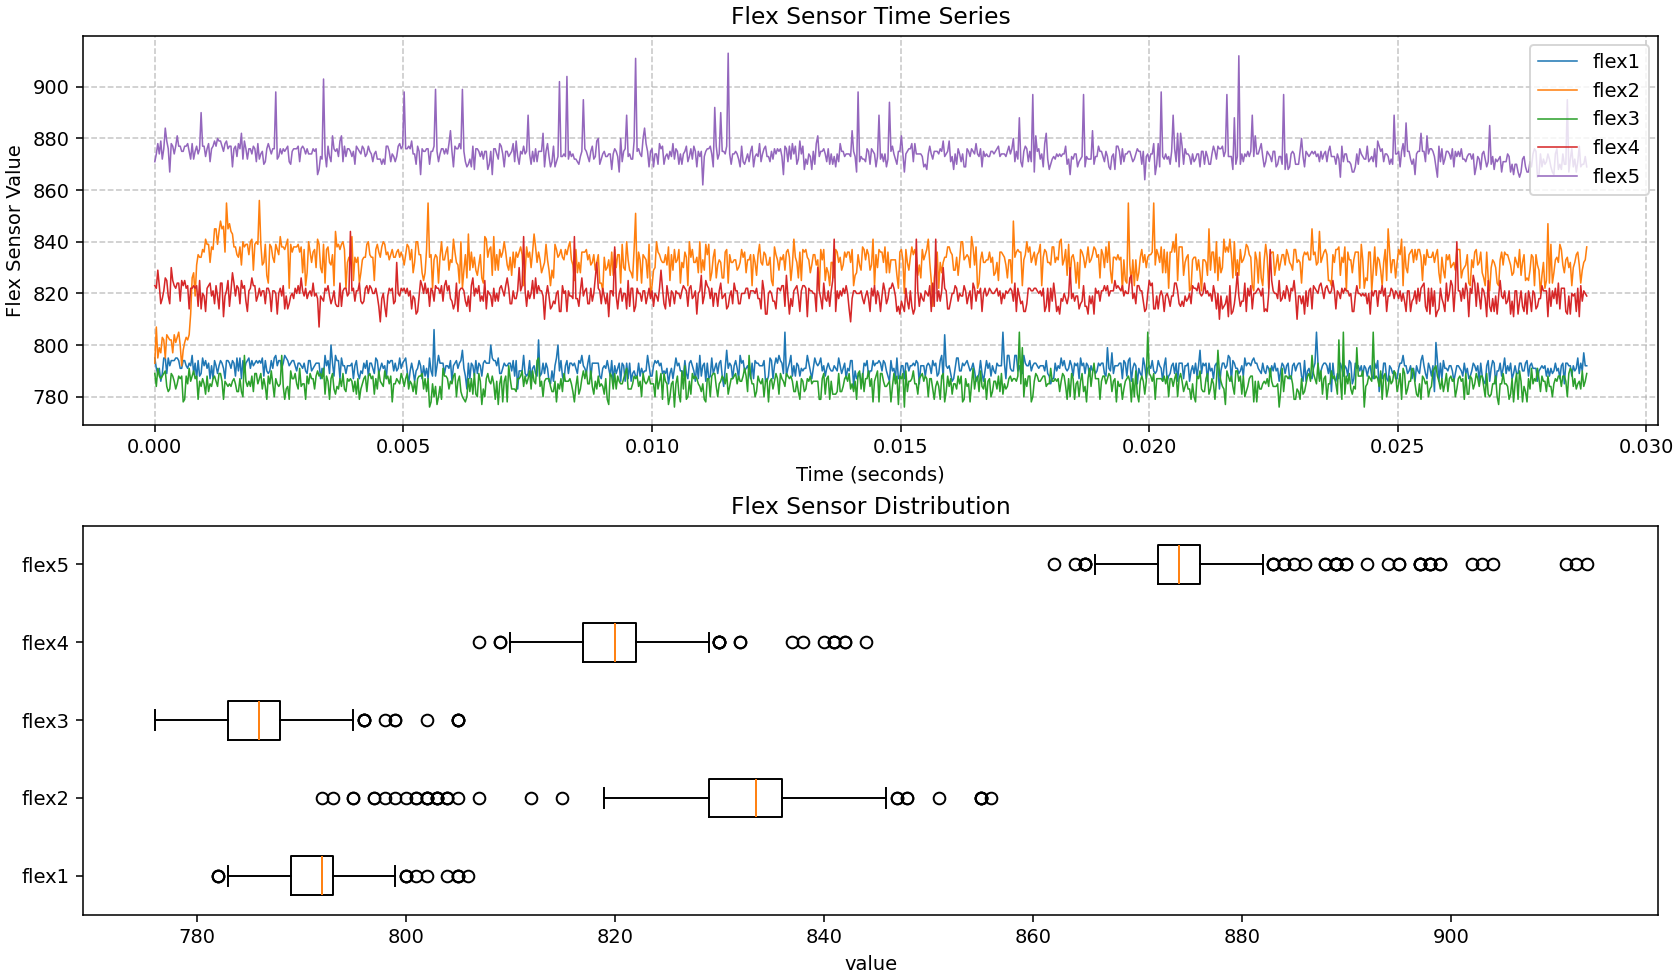 Flex Sensor Time Series
Flex Sensor Value
900
880
860
840
820
800
780
flex1
flex2
flex3
flex4
flex5
0.000 0.005 0.010 0.015 0.020 0.025 0.030
Time (seconds)
Flex Sensor Distribution
flex5
flex4
flex3
flex2
flex1
780 800 820 840 860 880 900
value